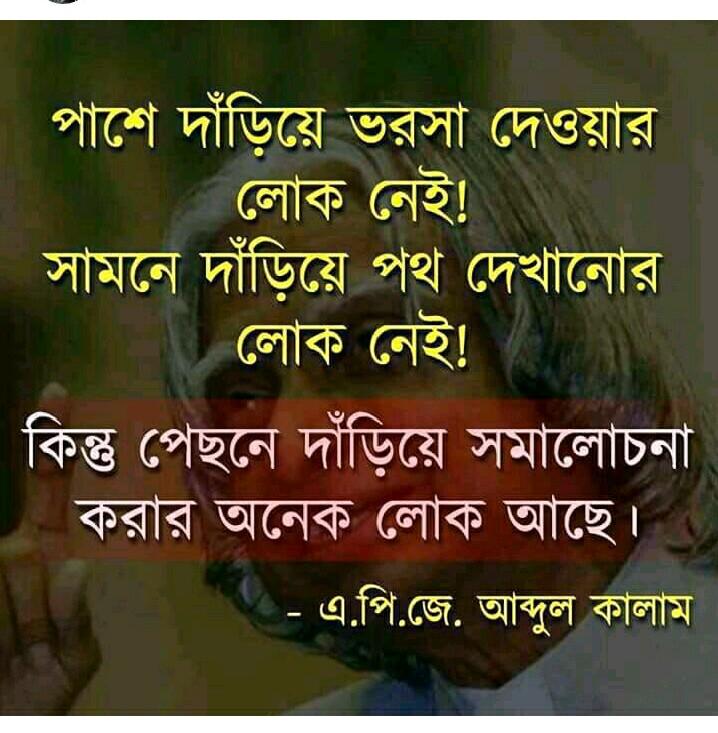 পাশে দাঁড়িয়ে ভরসা দেওয়ার
লোক নেই!
সামনে দাঁড়িয়ে পথ দেখানোর
লোক নেই!
কিন্তু পেছনে দাঁড়িয়ে সমালোচনা
করার অনেক লোক আছে।
- এ.পি.জে. আব্দুল কালাম